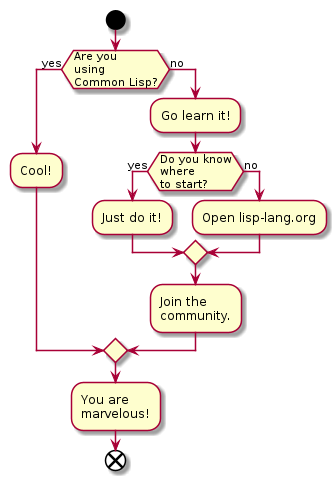 Are you
using
Common Lisp?
yes
no
Go learn it!
Do you know
where
to start?
yes
no
Cool!
Just do it!
Open lisp-lang.org
Join the
community.
You are
marvelous!